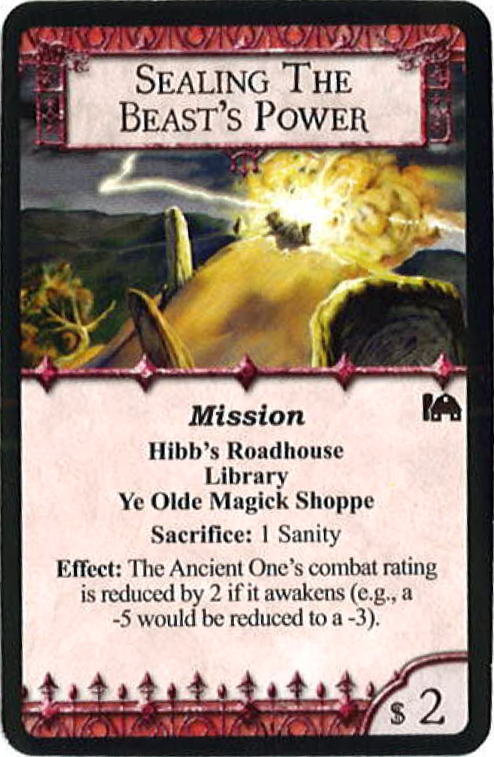 SEALING THE
BEAST'S POWER
Mission
Hibb's Roadhouse
Library
Ye Olde Magick Shoppe
Sacrifice: 1 Sanity
Effect: The Ancient One's combat rating
is reduced by 2 if it awakens (e.g., a
-5 would be reduced to a -3).
$ 2